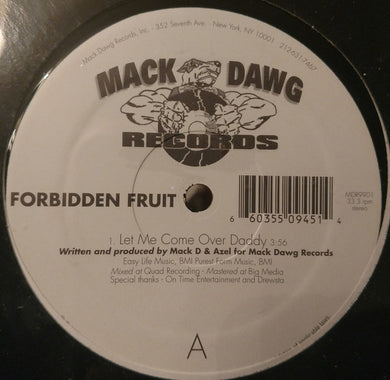 Mack Dawg Records, Inc. 352 Seventh Ave. New York, NY 10001 212-631-7467
MACK DAWG
RECORDS
FORBIDDEN FRUIT
6 60355 09451 4
MDR9901
33.3 rpm
stereo
1. Let Me Come Over Daddy 3:56
Written and produced by Mack D & Azel for Mack Dawg Records
Easy Life Music, BMI Purest Form Music, BMI
Mixed at Quad Recording - Mastered at Big Media
Special thanks - On Time Entertainment and Drewsta
A